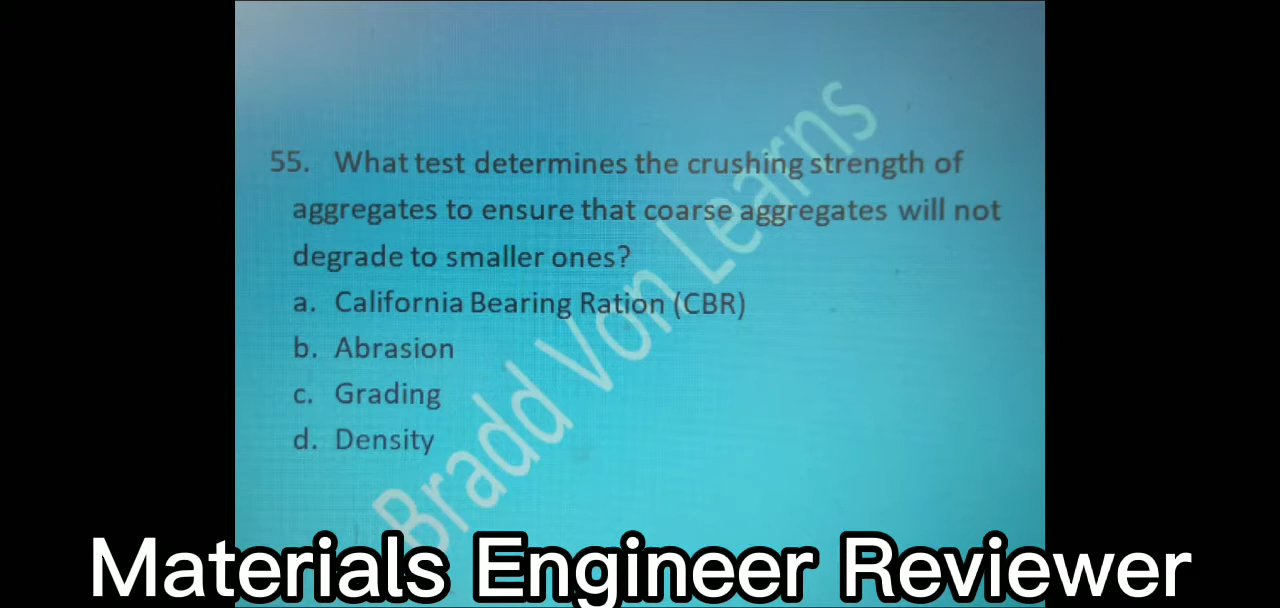 55. What test determines the crushing strength of
aggregates to ensure that coarse aggregates will not
degrade to smaller ones?
a. California Bearing Ration (CBR)
b. Abrasion
c. Grading
d. Density
Bradd Von Learns
Materials Engineer Reviewer